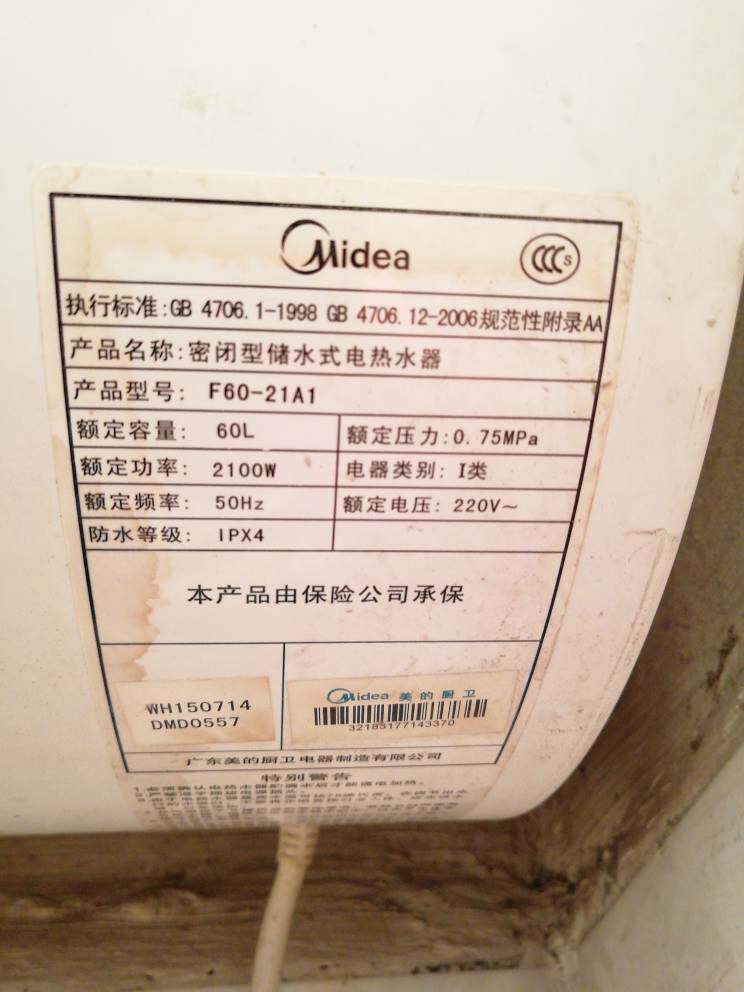 Midea
CCC S
执行标准:GB 4706.1-1998 GB 4706.12-2006规范性附录AA
产品名称:密闭型储水式电热水器
产品型号: F60-21A1
额定容量: 60L 额定压力:0.75MPa
额定功率: 2100W 电器类别: I类
额定频率: 50Hz 额定电压: 220V~
防水等级: IPX4
本产品由保险公司承保
WH150714
DMD0557
Midea 美的厨卫
32183177143370
广东美的厨卫电器制造有限公司
特别警告